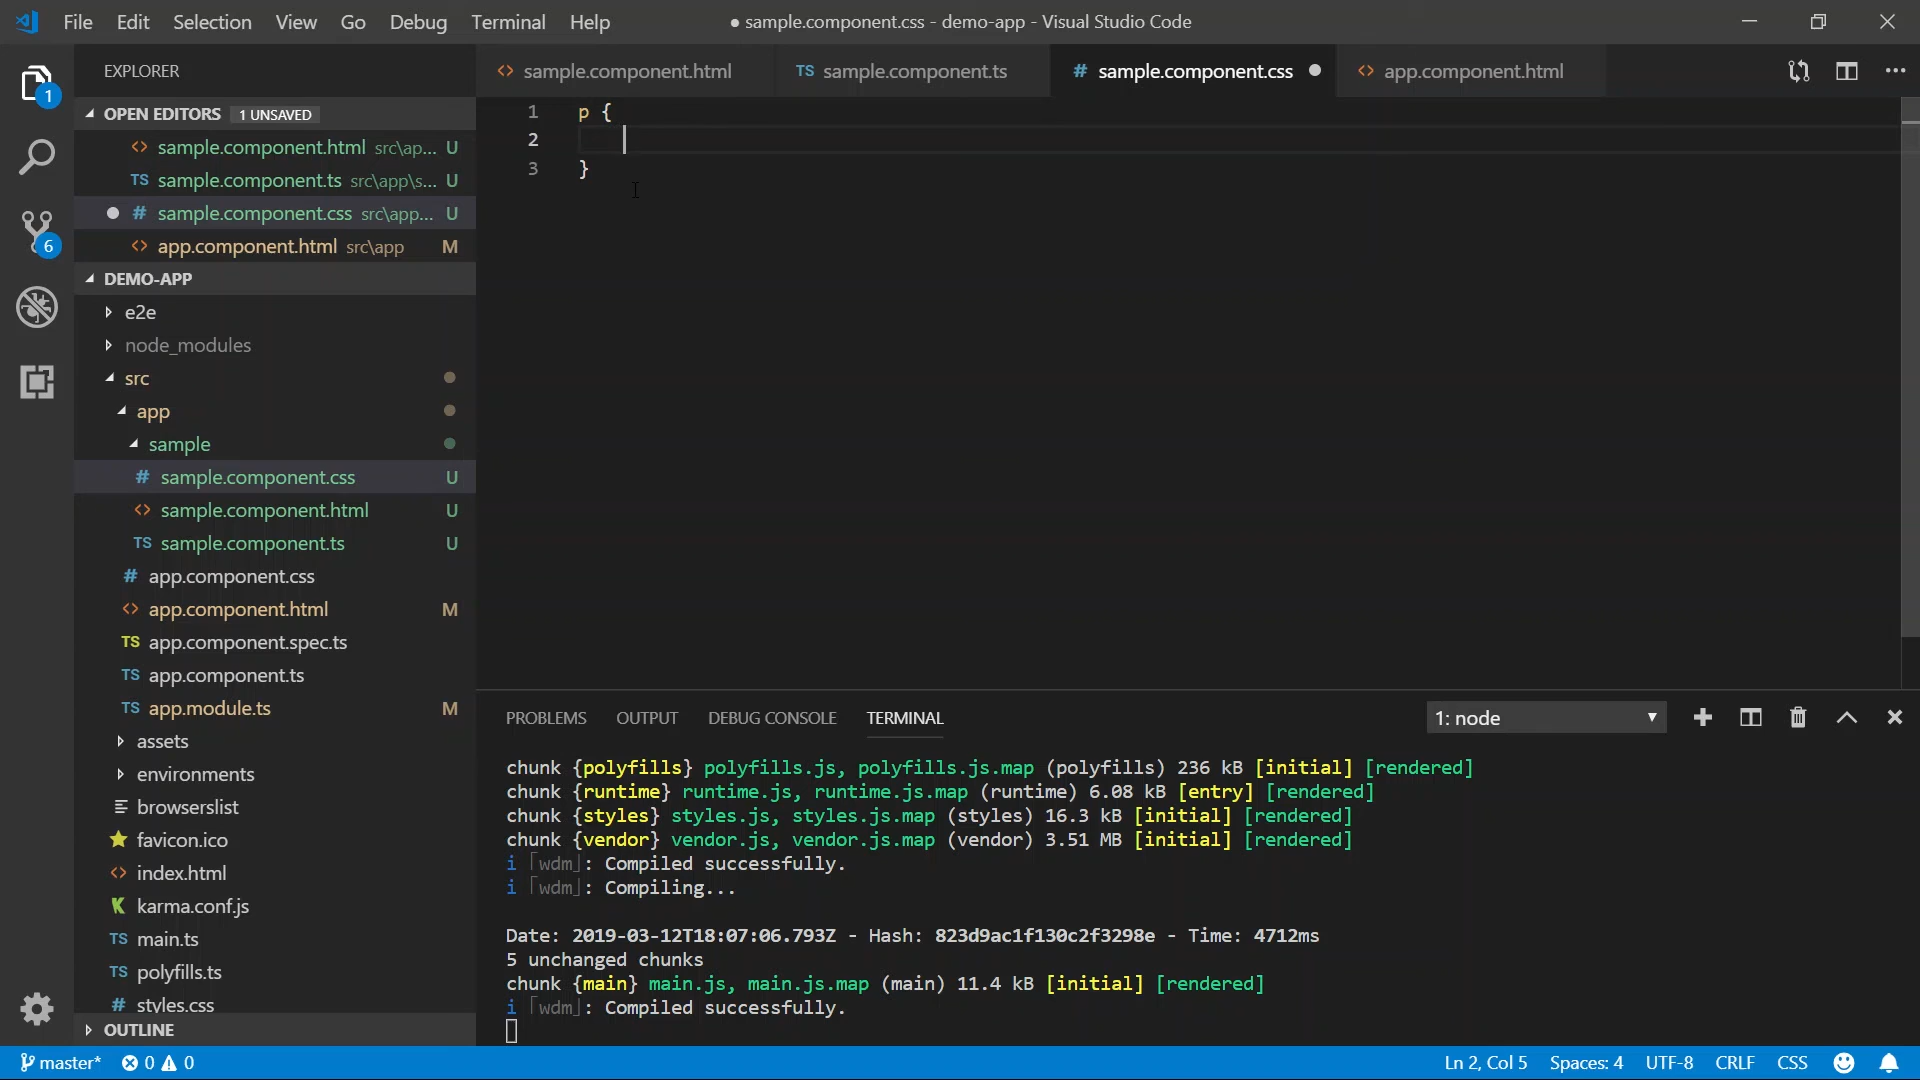 File Edit Selection View Go Debug Terminal Help
● sample.component.css - demo-app - Visual Studio Code
EXPLORER
sample.component.html
TS sample.component.ts
# sample.component.css
app.component.html
1
OPEN EDITORS 1 UNSAVED
sample.component.html src\ap... U
TS sample.component.ts src\app\s... U
# sample.component.css src\app... U
app.component.html src\app M
6
DEMO-APP
e2e
node_modules
src
app
sample
# sample.component.css U
sample.component.html U
TS sample.component.ts U
# app.component.css
app.component.html M
TS app.component.spec.ts
TS app.component.ts
TS app.module.ts M
assets
environments
browserslist
favicon.ico
index.html
karma.conf.js
TS main.ts
TS polyfills.ts
# styles.css
OUTLINE
1 p {
2
3 }
PROBLEMS OUTPUT DEBUG CONSOLE TERMINAL
1: node
chunk {polyfills} polyfills.js, polyfills.js.map (polyfills) 236 kB [initial] [rendered]
chunk {runtime} runtime.js, runtime.js.map (runtime) 6.08 kB [entry] [rendered]
chunk {styles} styles.js, styles.js.map (styles) 16.3 kB [initial] [rendered]
chunk {vendor} vendor.js, vendor.js.map (vendor) 3.51 MB [initial] [rendered]
i ｢wdm｣: Compiled successfully.
i ｢wdm｣: Compiling...
Date: 2019-03-12T18:07:06.793Z - Hash: 823d9ac1f130c2f3298e - Time: 4712ms
5 unchanged chunks
chunk {main} main.js, main.js.map (main) 11.4 kB [initial] [rendered]
i ｢wdm｣: Compiled successfully.
master* 0 0
Ln 2, Col 5 Spaces: 4 UTF-8 CRLF CSS